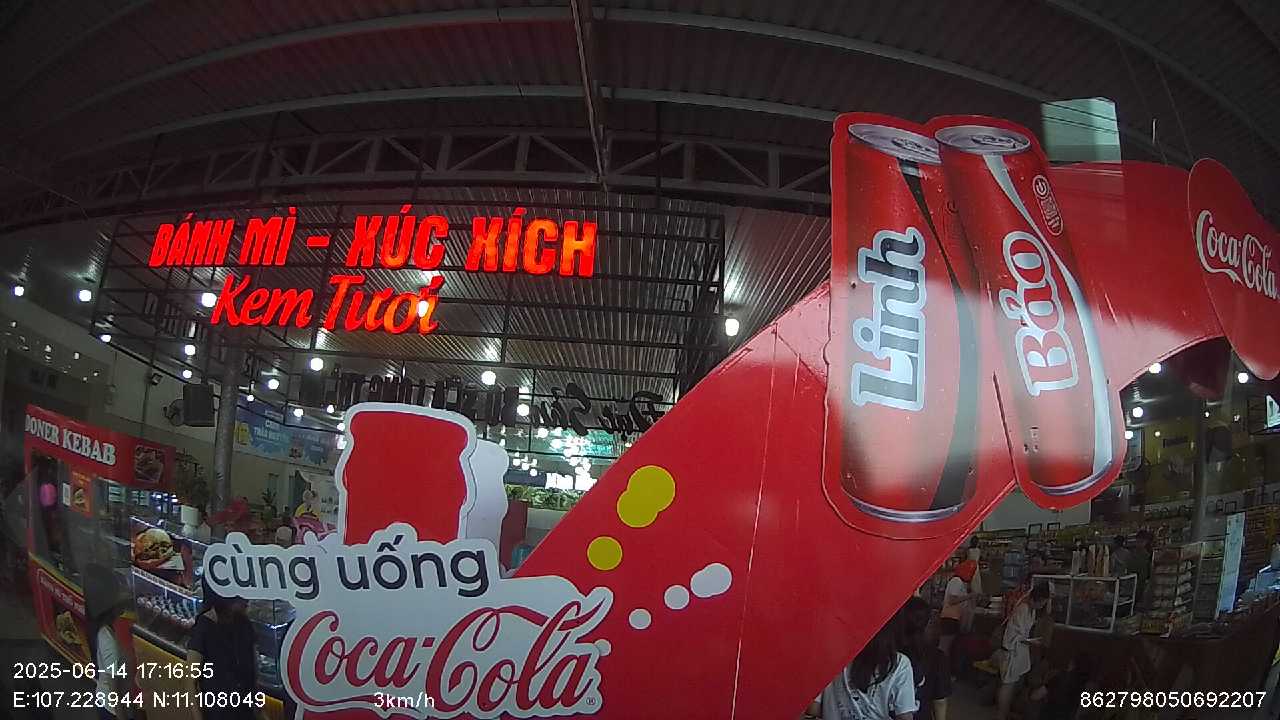 BÁNH MÌ - XÚC XÍCH
Kem Tươi
Linh
Bảo
Coca-Cola
DONER KEBAB
cùng uống
Coca-Cola
2025-06-14 17:16:55
E:107.228944 N:11.108049
3km/h
862798050692207